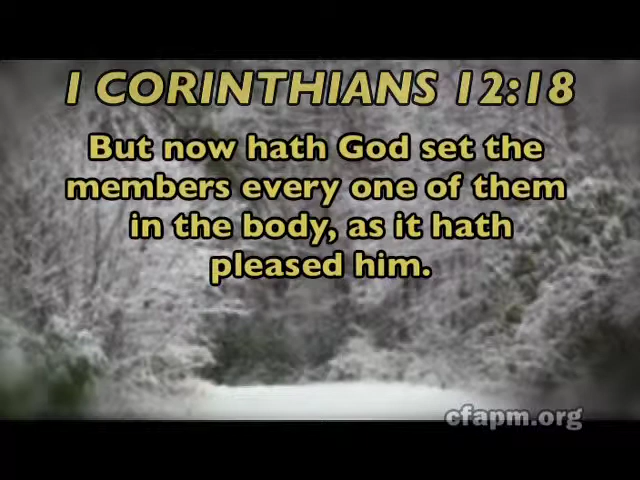 1 CORINTHIANS 12:18
But now hath God set the
members every one of them
in the body, as it hath
pleased him.
cfapm.org